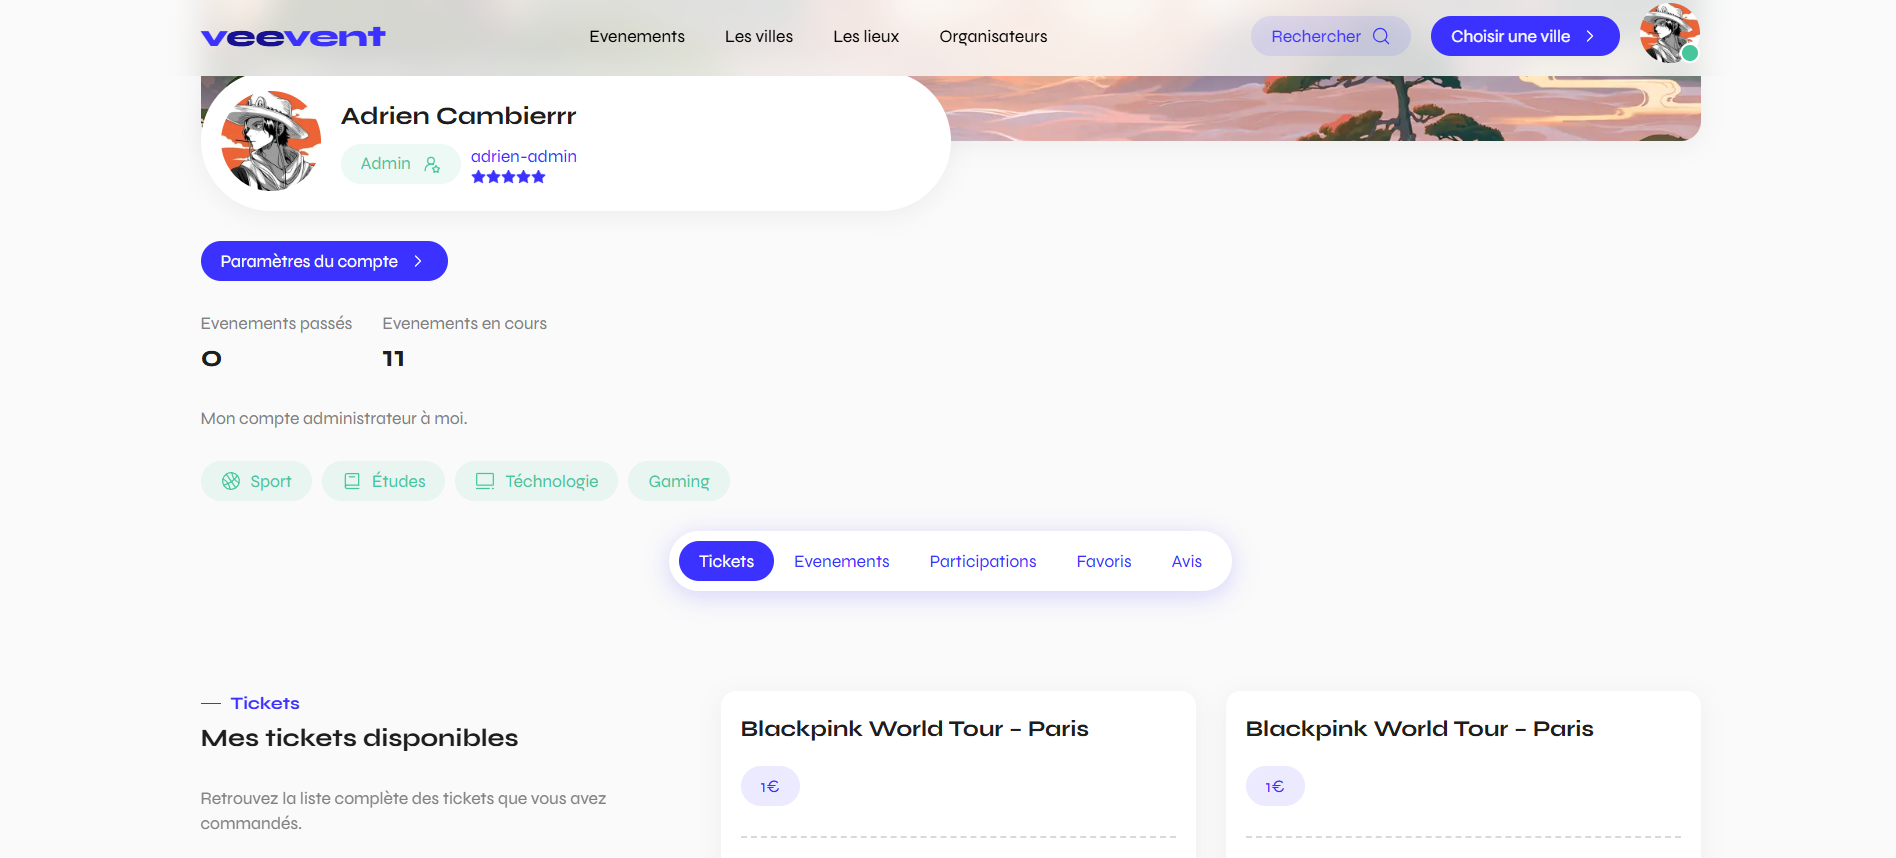 veevent
Evenements
Les villes
Les lieux
Organisateurs
Rechercher
Choisir une ville
Adrien Cambierrr
Admin
adrien-admin
Paramètres du compte
Evenements passés
Evenements en cours
0
11
Mon compte administrateur à moi.
Sport
Études
Téchnologie
Gaming
Tickets
Evenements
Participations
Favoris
Avis
Tickets
Mes tickets disponibles
Retrouvez la liste complète des tickets que vous avez
commandés.
Blackpink World Tour – Paris
1€
Blackpink World Tour – Paris
1€